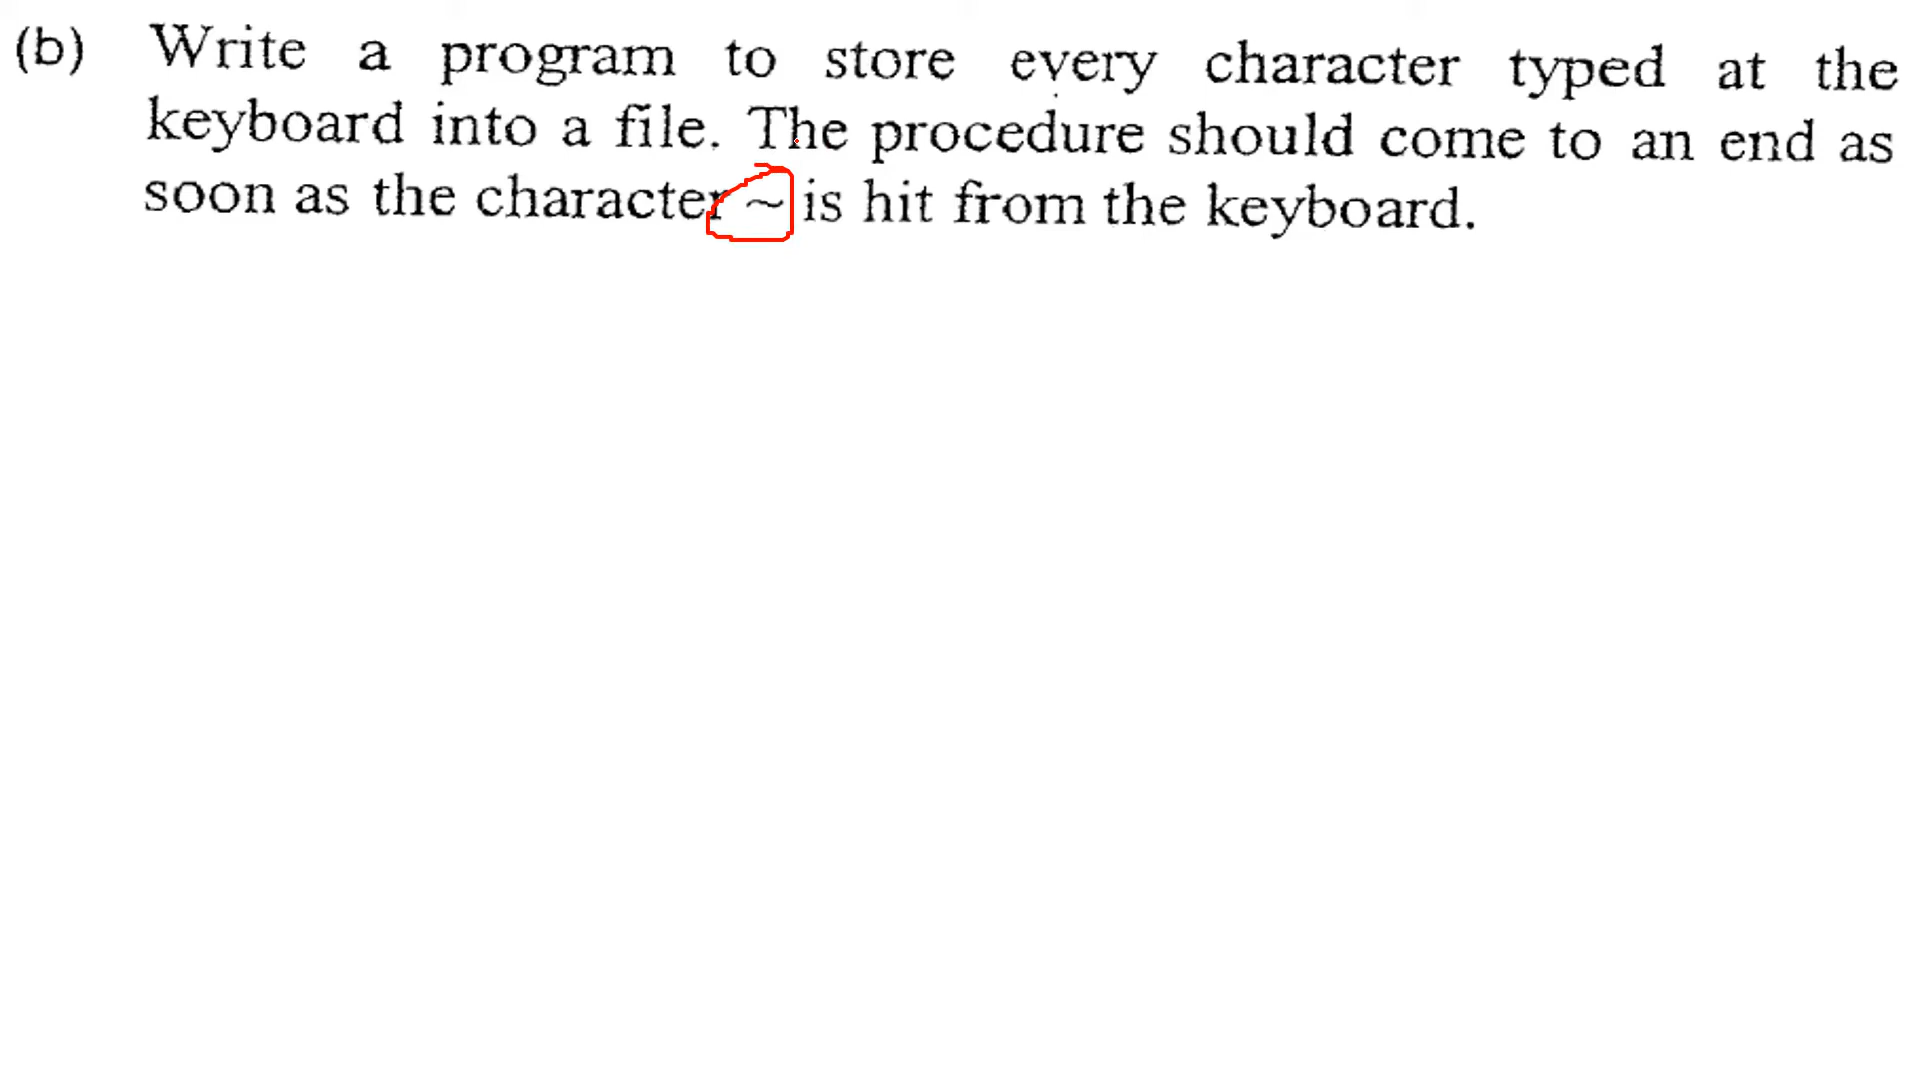 (b) Write a program to store every character typed at the
keyboard into a file. The procedure should come to an end as
soon as the character ~ is hit from the keyboard.